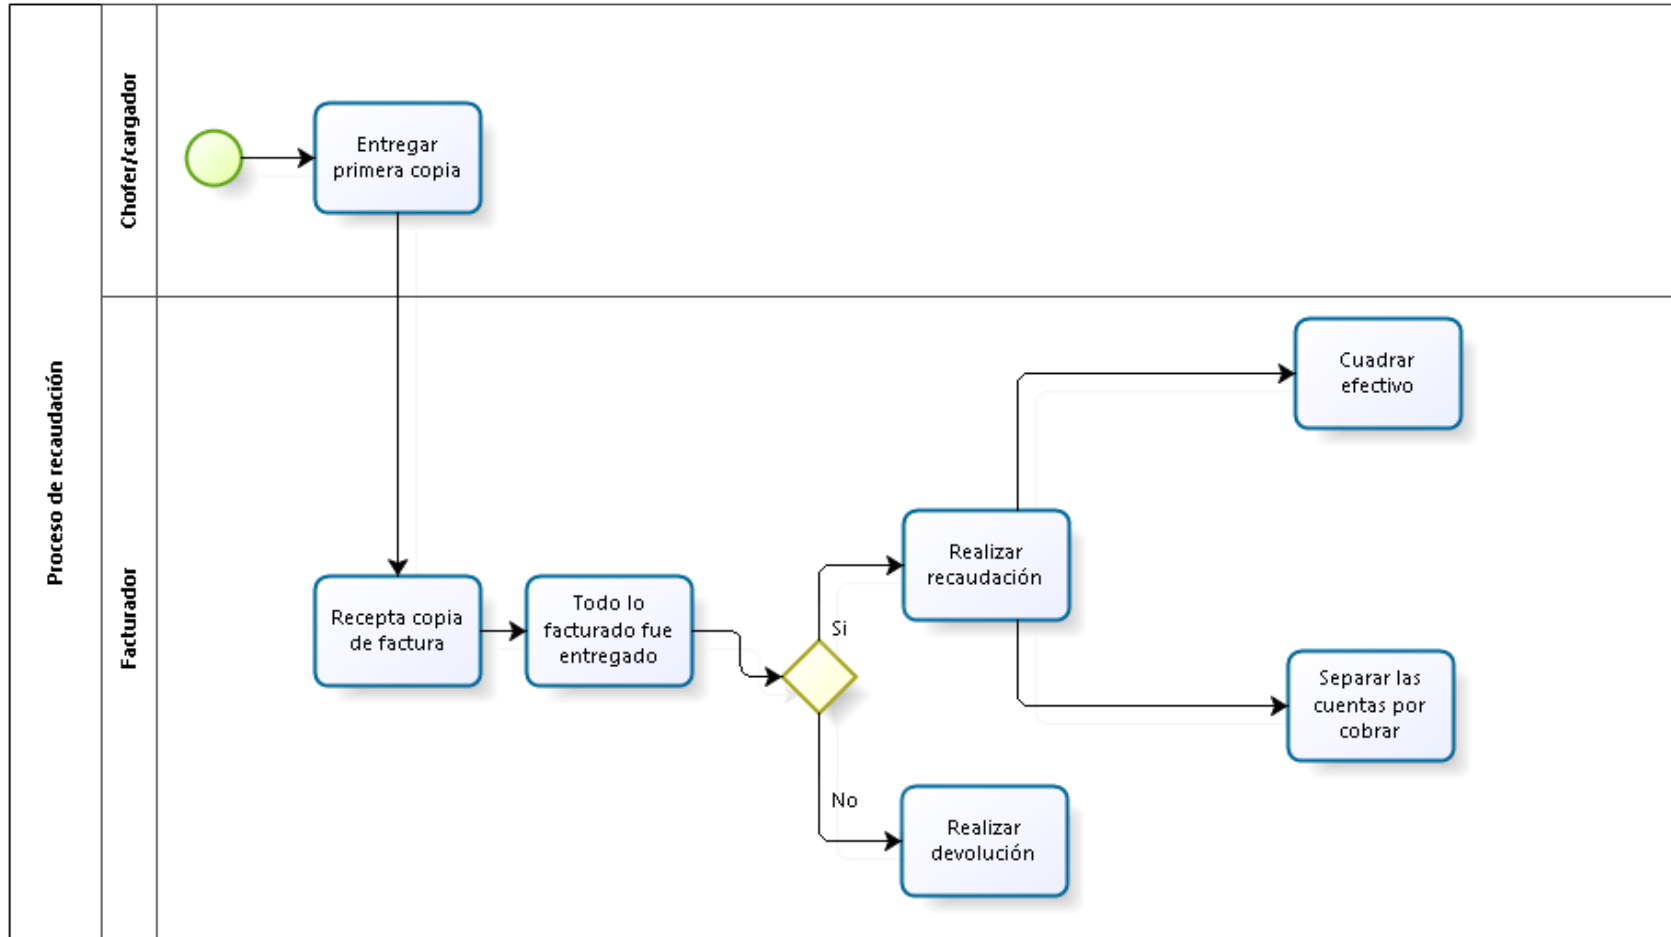 Proceso de recaudación
Chofer/cargador
Entregar
primera copia
Facturador
Recepta copia
de factura
Todo lo
facturado fue
entregado
Si
No
Realizar
recaudación
Cuadrar
efectivo
Separar las
cuentas por
cobrar
Realizar
devolución